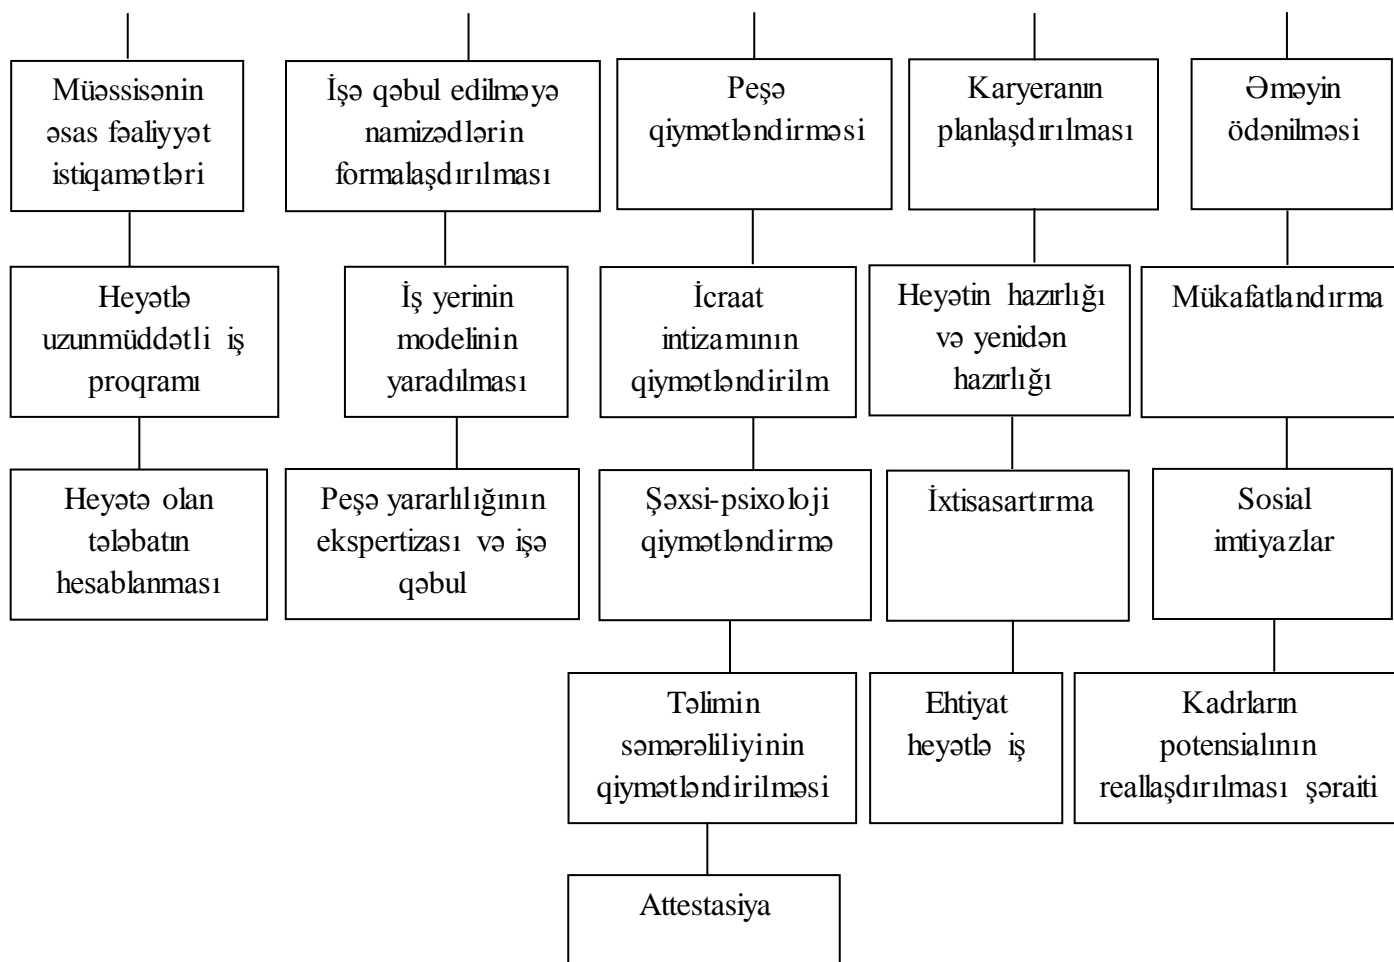 Müəssisənin
əsas fəaliyyət
istiqamətləri
İşə qəbul edilməyə
namizədlərin
formalaşdırılması
Peşə
qiymətləndirməsi
Karyeranın
planlaşdırılması
Əməyin
ödənilməsi
Heyətlə
uzunmüddətli iş
proqramı
İş yerinin
modelinin
yaradılması
İcraat
intizamının
qiymətləndirilm
Heyətin hazırlığı
və yenidən
hazırlığı
Mükafatlandırma
Heyətə olan
tələbatın
hesablanması
Peşə yararlılığının
ekspertizası və işə
qəbul
Şəxsi-psixoloji
qiymətləndirmə
İxtisasartırma
Sosial
imtiyazlar
Təlimin
səmərəliliyinin
qiymətləndirilməsi
Ehtiyat
heyətlə iş
Kadrların
potensialının
reallaşdırılması şəraiti
Attestasiya